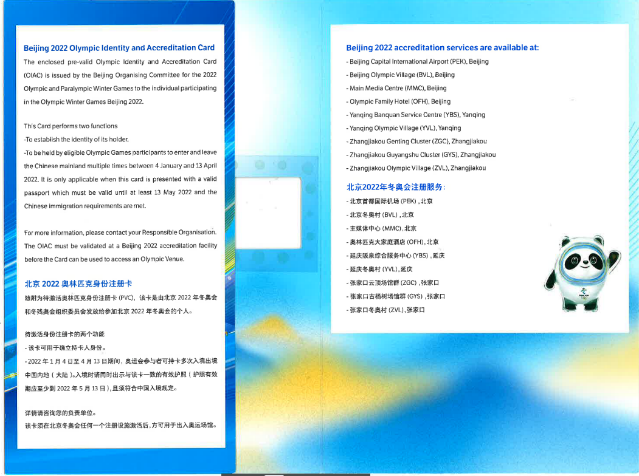 Beijing 2022 Olympic Identity and Accreditation Card
The enclosed pre-valid Olympic Identity and Accreditation Card
(OIAC) is issued by the Beijing Organising Committee for the 2022
Olympic and Paralympic Winter Games to the individual participating
in the Olympic Winter Games Beijing 2022.
This Card performs two functions
-To establish the identity of its holder.
-To be held by eligible Olympic Games participants to enter and leave
the Chinese mainland multiple times between 4 January and 13 April
2022. It is only applicable when this card is presented with a valid
passport which must be valid until at least 13 May 2022 and the
Chinese immigration requirements are met.
For more information, please contact your Responsible Organisation.
The OIAC must be validated at a Beijing 2022 accreditation facility
before the Card can be used to access an Olympic Venue.
北京 2022 奥林匹克身份注册卡
随附为待激活奥林匹克身份注册卡 (PVC)。该卡是由北京 2022 年冬奥会
和冬残奥会组织委员会发放给参加北京 2022 年冬奥会的个人。
待激活身份注册卡的两个功能
- 该卡可用于确立持卡人身份。
- 2022 年 1 月 4 日至 4 月 13 日期间，奥运会参与者可持卡多次入境出境
中国内地（大陆）。入境时请同时出示与该卡一致的有效护照（护照有效
期应至少到 2022 年 5 月 13 日），且须符合中国入境规定。
详情请咨询您的负责单位。
该卡须在北京冬奥会任何一个注册设施激活后，方可用于出入奥运场馆。
Beijing 2022 accreditation services are available at:
- Beijing Capital International Airport (PEK), Beijing
- Beijing Olympic Village (BVL), Beijing
- Main Media Centre (MMC), Beijing
- Olympic Family Hotel (OFH), Beijing
- Yanqing Banquan Service Centre (YBS), Yanqing
- Yanqing Olympic Village (YVL), Yanqing
- Zhangjiakou Genting Cluster (ZGC), Zhangjiakou
- Zhangjiakou Guyangshu Cluster (GYS), Zhangjiakou
- Zhangjiakou Olympic Village (ZVL), Zhangjiakou
北京2022年冬奥会注册服务：
- 北京首都国际机场 (PEK) , 北京
- 北京冬奥村 (BVL) , 北京
- 主媒体中心 (MMC), 北京
- 奥林匹克大家庭酒店 (OFH), 北京
- 延庆阪泉综合服务中心 (YBS) , 延庆
- 延庆冬奥村 (YVL), 延庆
- 张家口云顶场馆群 (ZGC) , 张家口
- 张家口古杨树场馆群 (GYS) , 张家口
- 张家口冬奥村 (ZVL), 张家口